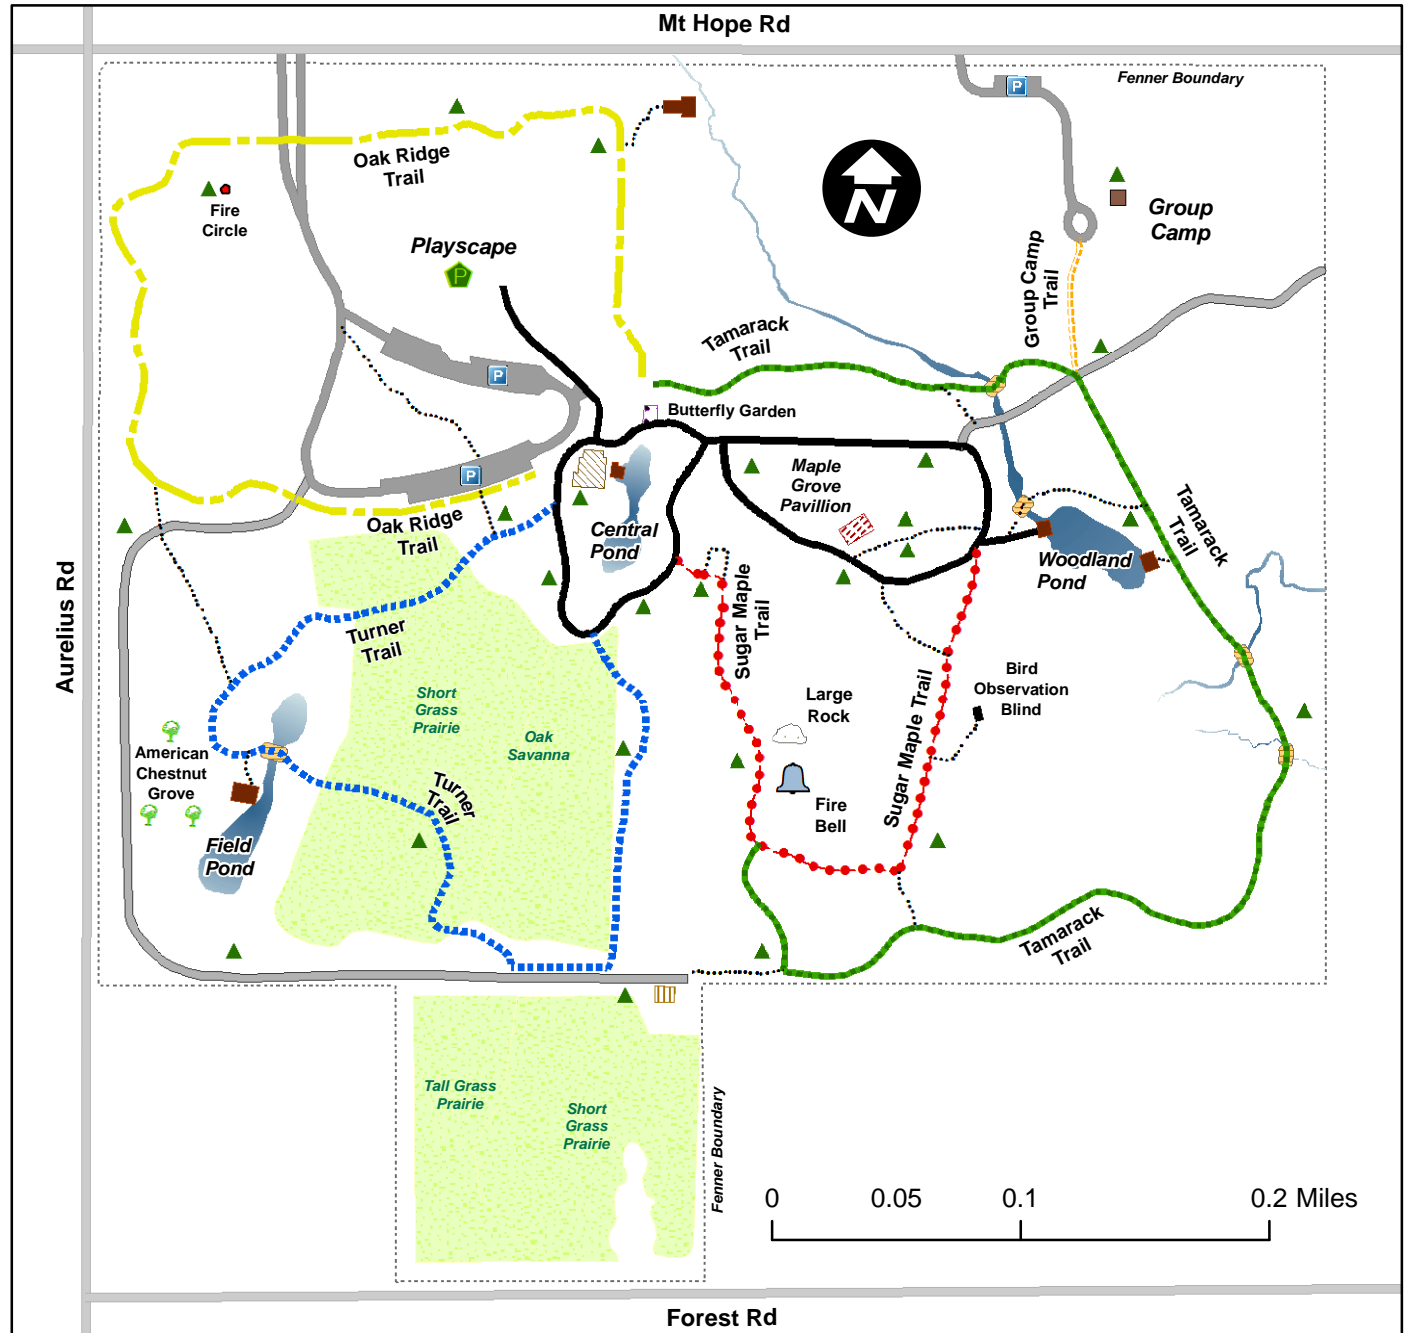 Mt Hope Rd
Fenner Boundary
P
Oak Ridge
Trail
Fire
Circle
N
Group
Camp
Playscape
P
Group Camp
Trail
Tamarack
Trail
P
Butterfly Garden
Maple
Grove
Pavillion
P
Oak Ridge
Trail
Central
Pond
Tamarack
Trail
Woodland
Pond
Aurelius Rd
Turner
Trail
Sugar Maple
Trail
Short
Grass
Prairie
Oak
Savanna
Large
Rock
Sugar Maple Trail
Bird
Observation
Blind
American
Chestnut
Grove
Turner
Trail
Fire
Bell
Field
Pond
Tamarack
Trail
Tall Grass
Prairie
Short
Grass
Prairie
Fenner Boundary
0 0.05 0.1 0.2 Miles
Forest Rd